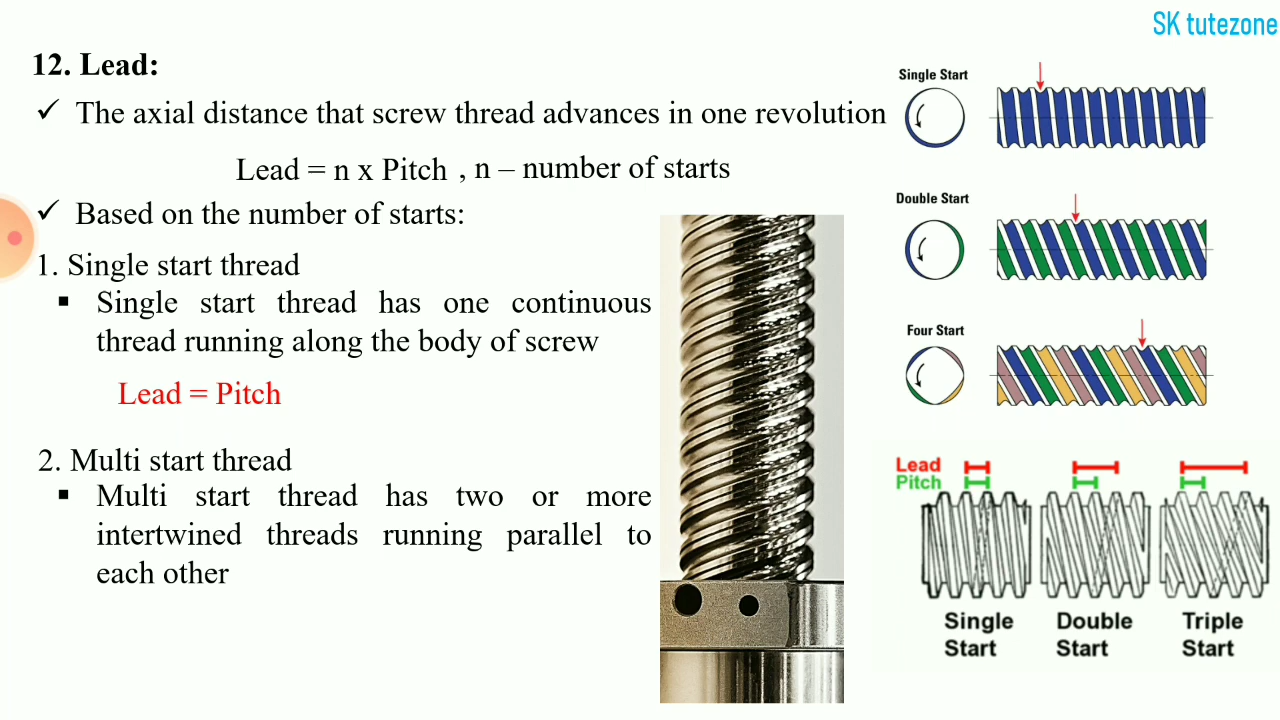 SK tutezone
12. Lead:
✓ The axial distance that screw thread advances in one revolution
Lead = n x Pitch , n – number of starts
✓ Based on the number of starts:
1. Single start thread
▪ Single start thread has one continuous
thread running along the body of screw
Lead = Pitch
2. Multi start thread
▪ Multi start thread has two or more
intertwined threads running parallel to
each other
Single Start
Double Start
Four Start
Lead
Pitch
Single
Start
Double
Start
Triple
Start